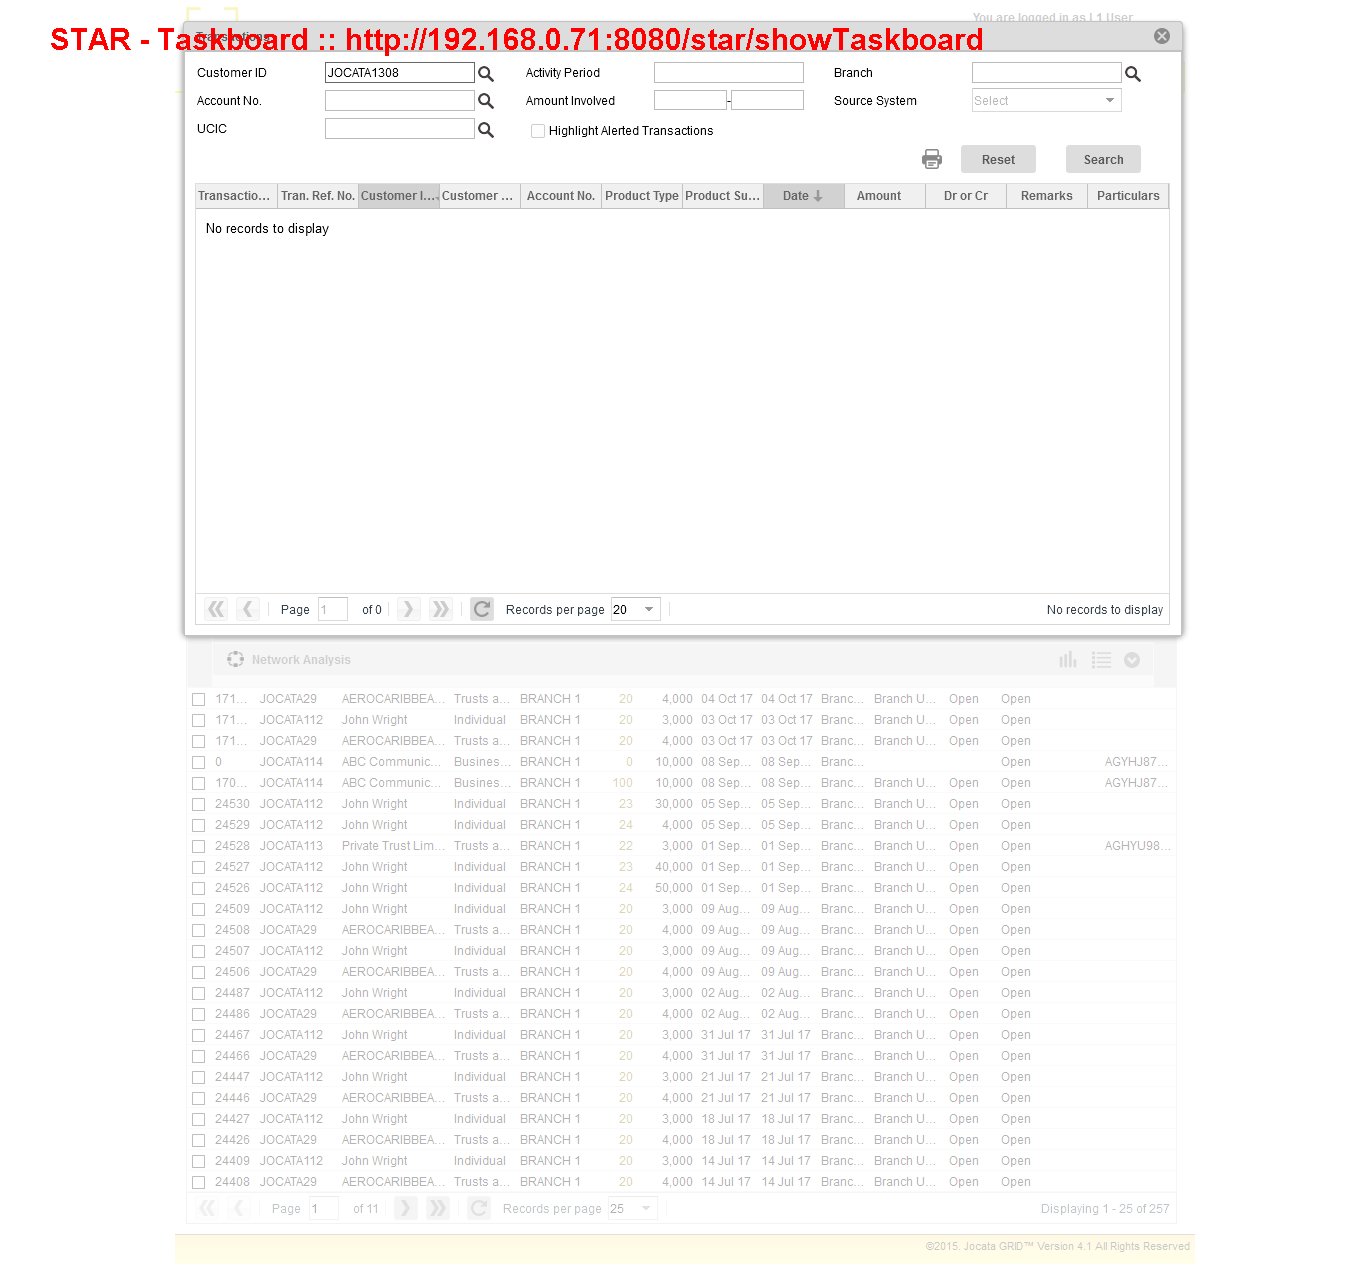 You are logged in as L1 User
STAR - Taskboard :: http://192.168.0.71:8080/star/showTaskboard
Customer ID JOCATA1308 Activity Period Branch
Account No. Amount Involved - Source System Select
UCIC Highlight Alerted Transactions
Reset Search
Transactio... Tran. Ref. No. Customer I... Customer ... Account No. Product Type Product Su... Date Amount Dr or Cr Remarks Particulars
No records to display
Page 1 of 0 Records per page 20 No records to display
Network Analysis
171... JOCATA29 AEROCARIBBEA... Trusts a... BRANCH 1 20 4,000 04 Oct 17 04 Oct 17 Branc... Branch U... Open Open
171... JOCATA112 John Wright Individual BRANCH 1 20 3,000 03 Oct 17 03 Oct 17 Branc... Branch U... Open Open
171... JOCATA29 AEROCARIBBEA... Trusts a... BRANCH 1 20 4,000 03 Oct 17 03 Oct 17 Branc... Branch U... Open Open
0 JOCATA114 ABC Communic... Busines... BRANCH 1 0 10,000 08 Sep... 08 Sep... Branc... Open AGYHJ87...
170... JOCATA114 ABC Communic... Busines... BRANCH 1 100 10,000 08 Sep... 08 Sep... Branc... Branch U... Open Open AGYHJ87...
24530 JOCATA112 John Wright Individual BRANCH 1 23 30,000 05 Sep... 05 Sep... Branc... Branch U... Open Open
24529 JOCATA112 John Wright Individual BRANCH 1 24 4,000 05 Sep... 05 Sep... Branc... Branch U... Open Open
24528 JOCATA113 Private Trust Lim... Trusts a... BRANCH 1 22 3,000 01 Sep... 01 Sep... Branc... Branch U... Open Open AGHYU98...
24527 JOCATA112 John Wright Individual BRANCH 1 23 40,000 01 Sep... 01 Sep... Branc... Branch U... Open Open
24526 JOCATA112 John Wright Individual BRANCH 1 24 50,000 01 Sep... 01 Sep... Branc... Branch U... Open Open
24509 JOCATA112 John Wright Individual BRANCH 1 20 3,000 09 Aug... 09 Aug... Branc... Branch U... Open Open
24508 JOCATA29 AEROCARIBBEA... Trusts a... BRANCH 1 20 4,000 09 Aug... 09 Aug... Branc... Branch U... Open Open
24507 JOCATA112 John Wright Individual BRANCH 1 20 3,000 09 Aug... 09 Aug... Branc... Branch U... Open Open
24506 JOCATA29 AEROCARIBBEA... Trusts a... BRANCH 1 20 4,000 09 Aug... 09 Aug... Branc... Branch U... Open Open
24487 JOCATA112 John Wright Individual BRANCH 1 20 3,000 02 Aug... 02 Aug... Branc... Branch U... Open Open
24486 JOCATA29 AEROCARIBBEA... Trusts a... BRANCH 1 20 4,000 02 Aug... 02 Aug... Branc... Branch U... Open Open
24467 JOCATA112 John Wright Individual BRANCH 1 20 3,000 31 Jul 17 31 Jul 17 Branc... Branch U... Open Open
24466 JOCATA29 AEROCARIBBEA... Trusts a... BRANCH 1 20 4,000 31 Jul 17 31 Jul 17 Branc... Branch U... Open Open
24447 JOCATA112 John Wright Individual BRANCH 1 20 3,000 21 Jul 17 21 Jul 17 Branc... Branch U... Open Open
24446 JOCATA29 AEROCARIBBEA... Trusts a... BRANCH 1 20 4,000 21 Jul 17 21 Jul 17 Branc... Branch U... Open Open
24427 JOCATA112 John Wright Individual BRANCH 1 20 3,000 18 Jul 17 18 Jul 17 Branc... Branch U... Open Open
24426 JOCATA29 AEROCARIBBEA... Trusts a... BRANCH 1 20 4,000 18 Jul 17 18 Jul 17 Branc... Branch U... Open Open
24409 JOCATA112 John Wright Individual BRANCH 1 20 3,000 14 Jul 17 14 Jul 17 Branc... Branch U... Open Open
24408 JOCATA29 AEROCARIBBEA... Trusts a... BRANCH 1 20 4,000 14 Jul 17 14 Jul 17 Branc... Branch U... Open Open
Page 1 of 11 Records per page 25 Displaying 1 - 25 of 257
©2015. Jocata GRID™ Version 4.1 All Rights Reserved